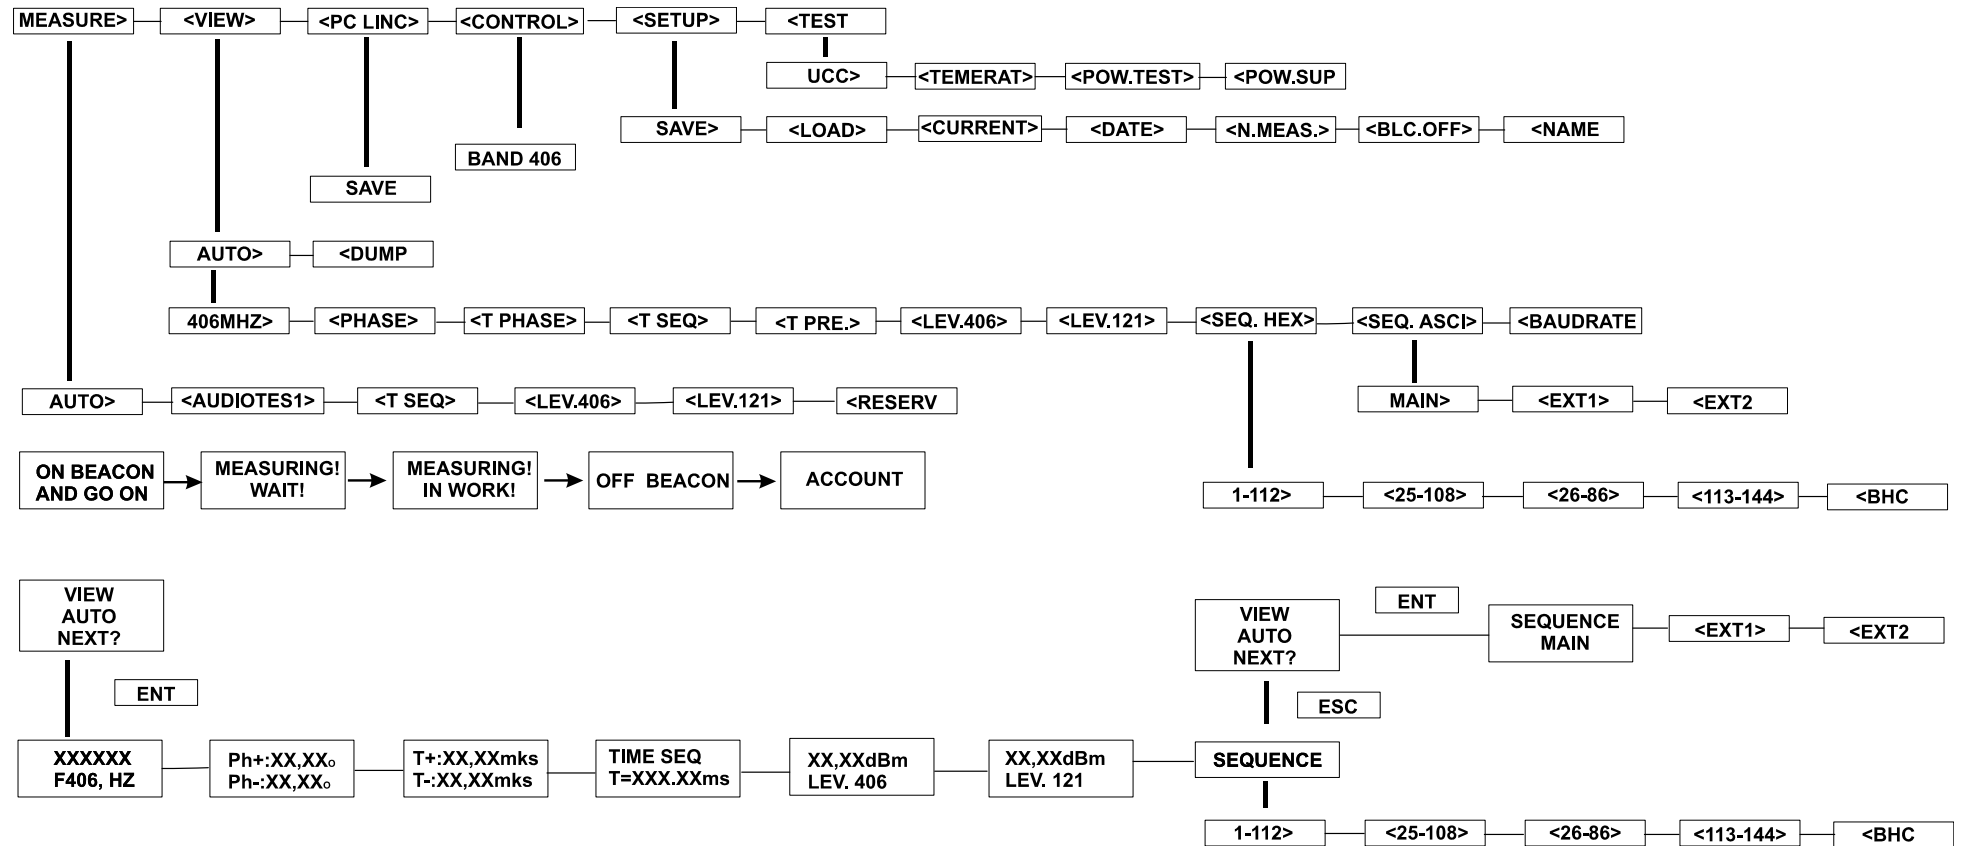 MEASURE> <VIEW> <PC LINC> <CONTROL> <SETUP> <TEST
UCC> <TEMERAT> <POW.TEST> <POW.SUP
SAVE> <LOAD> <CURRENT> <DATE> <N.MEAS.> <BLC.OFF> <NAME
BAND 406
SAVE
AUTO> <DUMP
406MHZ> <PHASE> <T PHASE> <T SEQ> <T PRE.> <LEV.406> <LEV.121> <SEQ. HEX> <SEQ. ASCI> <BAUDRATE
AUTO> <AUDIOTES1> <T SEQ> <LEV.406> <LEV.121> <RESERV
MAIN> <EXT1> <EXT2
ON BEACON
AND GO ON
MEASURING!
WAIT!
MEASURING!
IN WORK!
OFF BEACON
ACCOUNT
1-112> <25-108> <26-86> <113-144> <BHC
VIEW
AUTO
NEXT?
ENT
VIEW
AUTO
NEXT?
ENT
SEQUENCE
MAIN
<EXT1> <EXT2
ESC
XXXXXX
F406, HZ
Ph+:XX,XXo
Ph-:XX,XXo
T+:XX,XXmks
T-:XX,XXmks
TIME SEQ
T=XXX.XXms
XX,XXdBm
LEV. 406
XX,XXdBm
LEV. 121
SEQUENCE
1-112> <25-108> <26-86> <113-144> <BHC